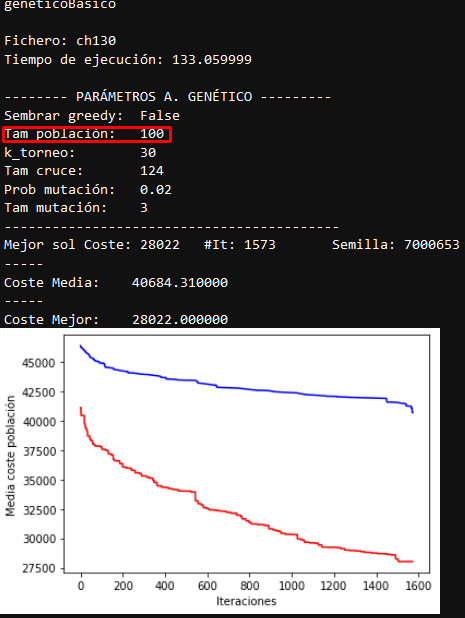 geneticoBasico
Fichero: ch130
Tiempo de ejecución: 133.059999
-------- PARÁMETROS A. GENÉTICO ---------
Sembrar greedy: False
Tam población: 100
k_torneo: 30
Tam cruce: 124
Prob mutación: 0.02
Tam mutación: 3
-----------------------------------------
Mejor sol Coste: 28022 #It: 1573 Semilla: 7000653
-----
Coste Media: 40684.310000
-----
Coste Mejor: 28022.000000
Media coste población
45000
42500
40000
37500
35000
32500
30000
27500
0 200 400 600 800 1000 1200 1400 1600
Iteraciones